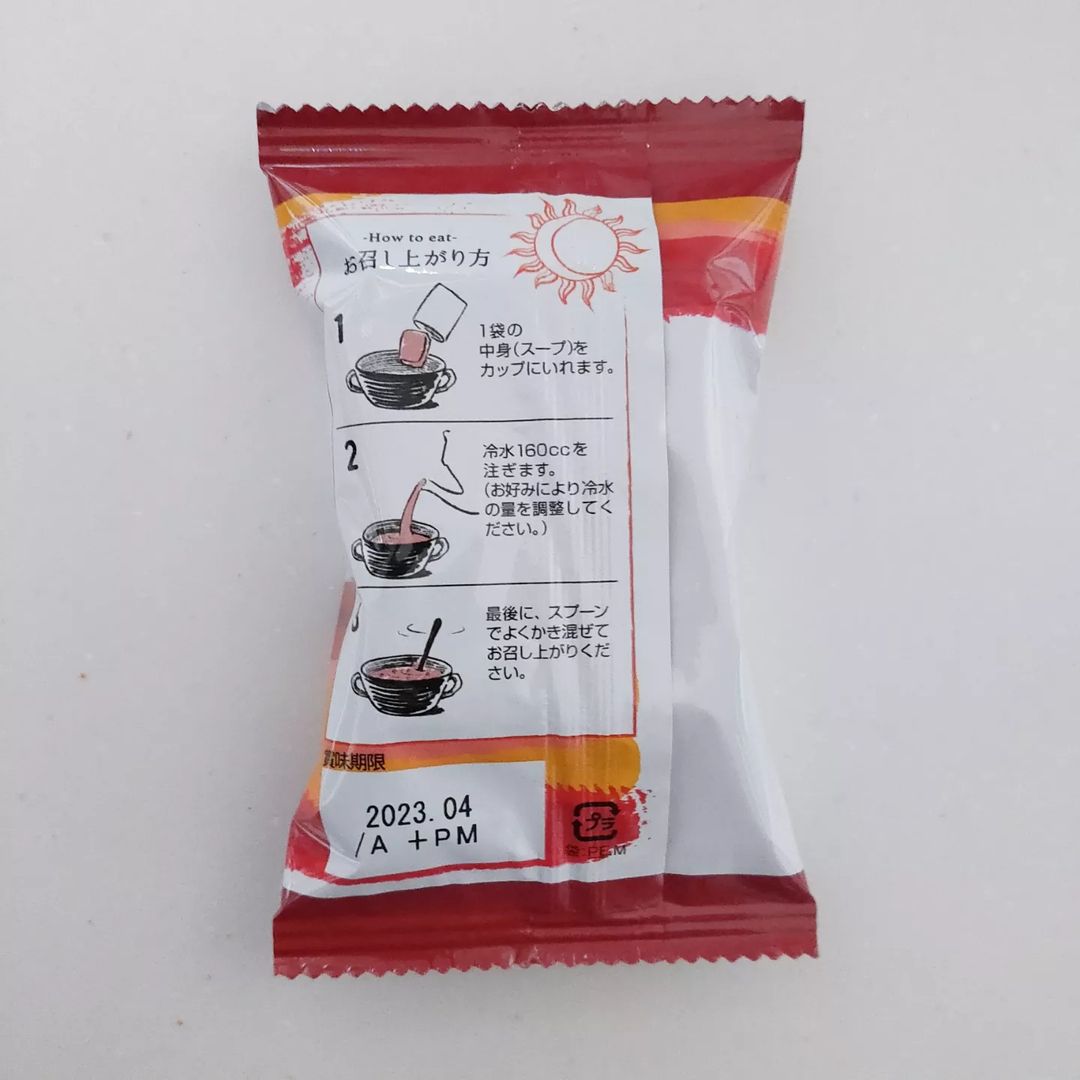 -How to eat-
お召し上がり方
1
1袋の
中身(スープ)を
カップにいれます。
2
冷水160ccを
注ぎます。
(お好みにより冷水
の量を調整してく
ださい。)
最後に、スプーン
でよくかき混ぜて
お召し上がりくだ
さい。
賞味期限
2023.04
/A +PM
プラ
袋:PE,M